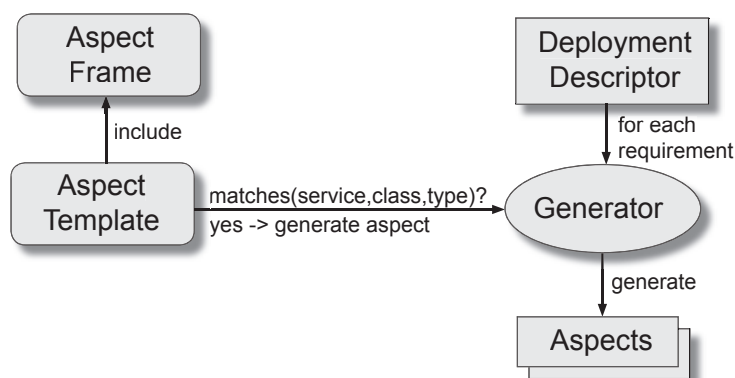 Aspect
Frame
Deployment
Descriptor
include
for each
requirement
Aspect
Template
matches(service,class,type)?
yes -> generate aspect
Generator
generate
Aspects